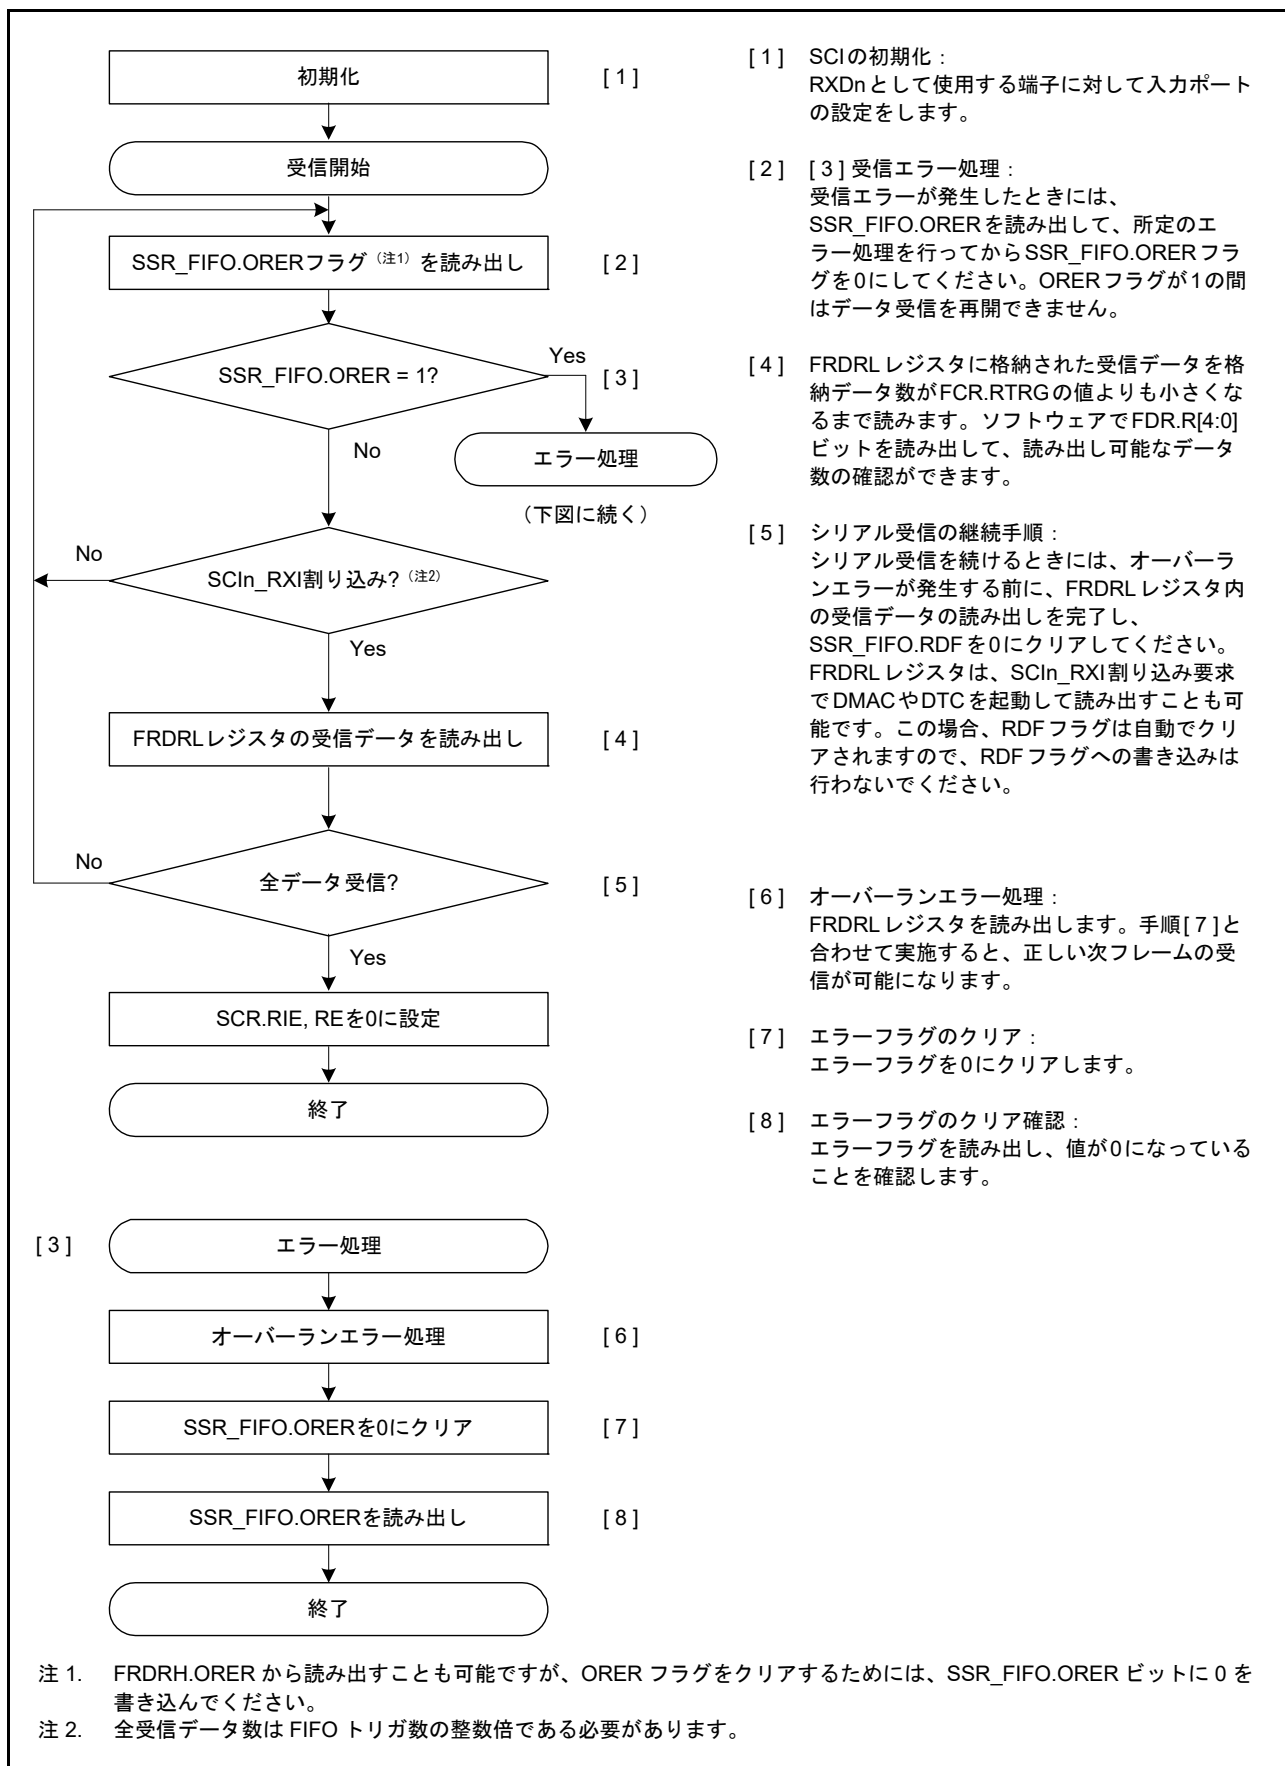 初期化
[ 1 ]
受信開始
SSR_FIFO.ORERフラグ（注1）を読み出し
[ 2 ]
SSR_FIFO.ORER = 1?
Yes
[ 3 ]
No
エラー処理
（下図に続く）
No
SCIn_RXI割り込み?（注2）
Yes
FRDRLレジスタの受信データを読み出し
[ 4 ]
No
全データ受信?
[ 5 ]
Yes
SCR.RIE, REを0に設定
終了
[ 1 ] SCIの初期化：
RXDnとして使用する端子に対して入力ポート
の設定をします。
[ 2 ] [ 3 ] 受信エラー処理：
受信エラーが発生したときには、
SSR_FIFO.ORERを読み出して、所定のエ
ラー処理を行ってからSSR_FIFO.ORERフラ
グを0にしてください。ORERフラグが1の間
はデータ受信を再開できません。
[ 4 ] FRDRLレジスタに格納された受信データを格
納データ数がFCR.RTRGの値よりも小さくな
るまで読みます。ソフトウェアでFDR.R[4:0]
ビットを読み出して、読み出し可能なデータ
数の確認ができます。
[ 5 ] シリアル受信の継続手順：
シリアル受信を続けるときには、オーバーラ
ンエラーが発生する前に、FRDRLレジスタ内
の受信データの読み出しを完了し、
SSR_FIFO.RDFを0にクリアしてください。
FRDRLレジスタは、SCIn_RXI割り込み要求
でDMACやDTCを起動して読み出すことも可
能です。この場合、RDFフラグは自動でクリ
アされますので、RDFフラグへの書き込みは
行わないでください。
[ 6 ] オーバーランエラー処理：
FRDRLレジスタを読み出します。手順[ 7 ]と
合わせて実施すると、正しい次フレームの受
信が可能になります。
[ 7 ] エラーフラグのクリア：
エラーフラグを0にクリアします。
[ 8 ] エラーフラグのクリア確認：
エラーフラグを読み出し、値が0になっている
ことを確認します。
[ 3 ]
エラー処理
オーバーランエラー処理
[ 6 ]
SSR_FIFO.ORERを0にクリア
[ 7 ]
SSR_FIFO.ORERを読み出し
[ 8 ]
終了
注 1. FRDRH.ORER から読み出すことも可能ですが、ORER フラグをクリアするためには、SSR_FIFO.ORER ビットに 0 を
書き込んでください。
注 2. 全受信データ数は FIFO トリガ数の整数倍である必要があります。